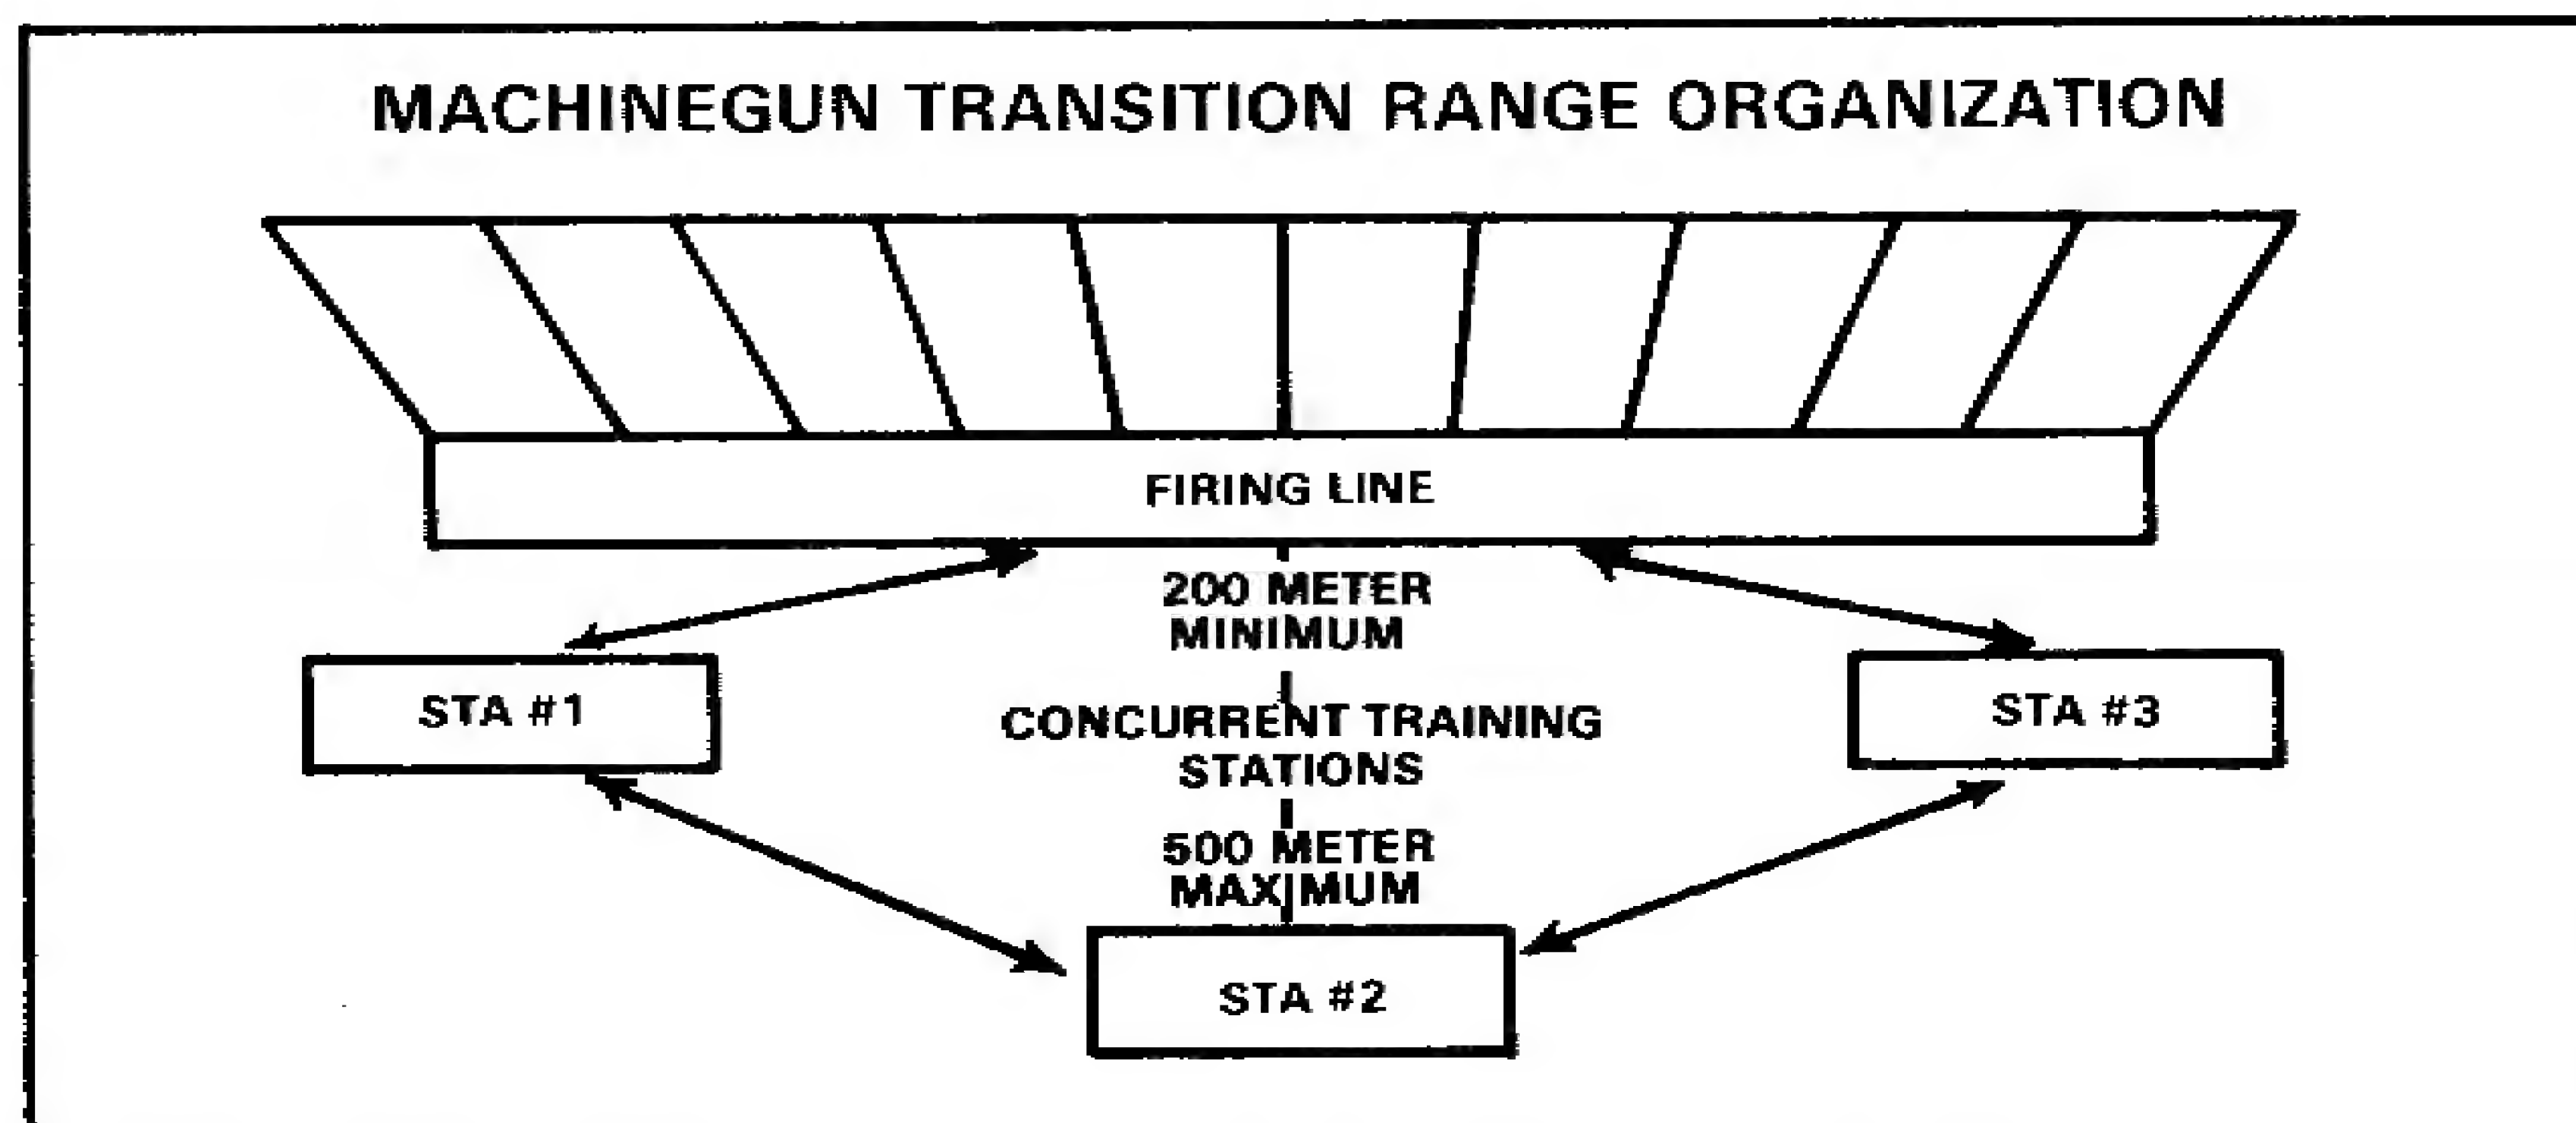 MACHINEGUN TRANSITION RANGE ORGANIZATION
FIRING LINE
200 METER
MINIMUM
STA #1
STA #3
CONCURRENT TRAINING
STATIONS
500 METER
MAXIMUM
STA #2